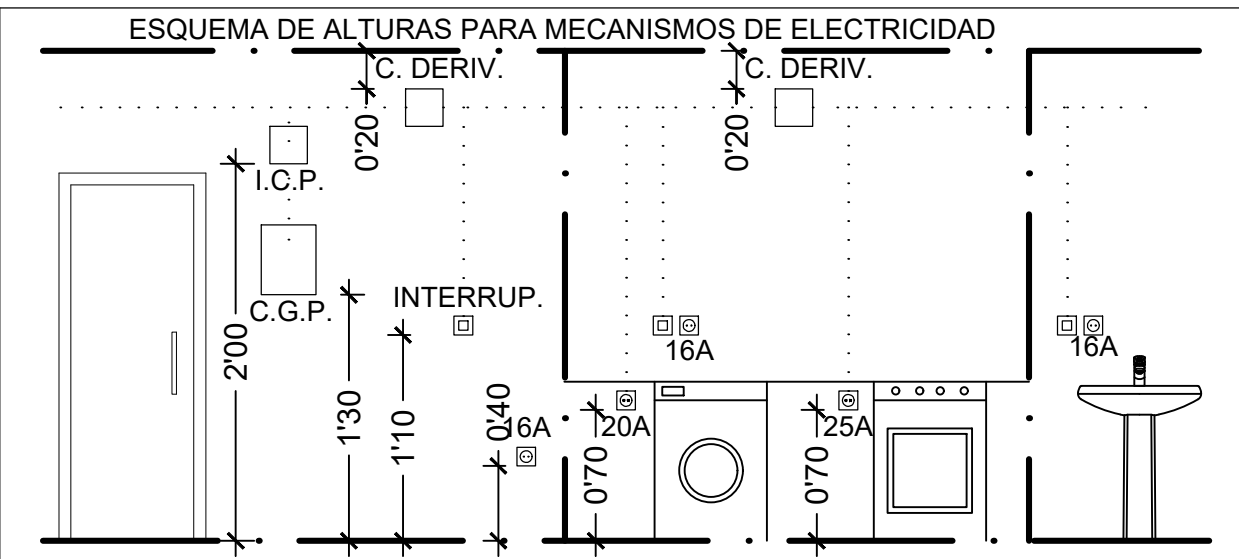 ESQUEMA DE ALTURAS PARA MECANISMOS DE ELECTRICIDAD
C. DERIV.
C. DERIV.
0'20
0'20
I.C.P.
C.G.P.
INTERRUP.
2'00
1'30
1'10
0'40
16A
16A
16A
20A
25A
0'70
0'70